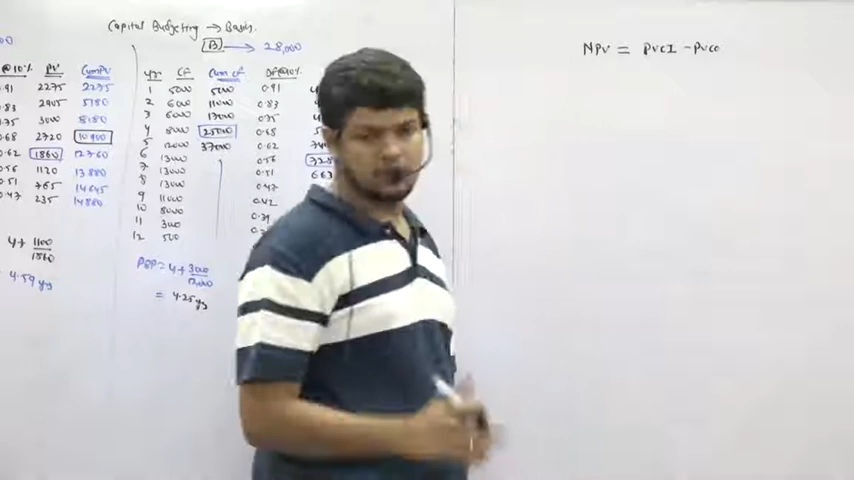 Capital Budgeting → Basin.
B → 28,000
@10% PV CumPV
0.91 2275 2275
0.83 2905 5180
0.75 3000 8180
0.68 2720 10900
0.62 1860 12760
0.56 1120 13880
0.51 765 14645
0.47 235 14880
4+ 1100
1860
4.59 yrs
yr CF Cum CF DF@10%
1 5000 5000 0.91
2 6000 11000 0.83
3 6000 17000 0.75
4 8000 25000 0.68
5 12000 37000 0.62
6 13000 0.56
7 13000 0.51
8 13000 0.47
9 11000 0.42
10 8000 0.39
11 3000
12 500
PBP = 4 + 3000
12,000
= 4.25 yrs
NPV = PVCI - PVCO